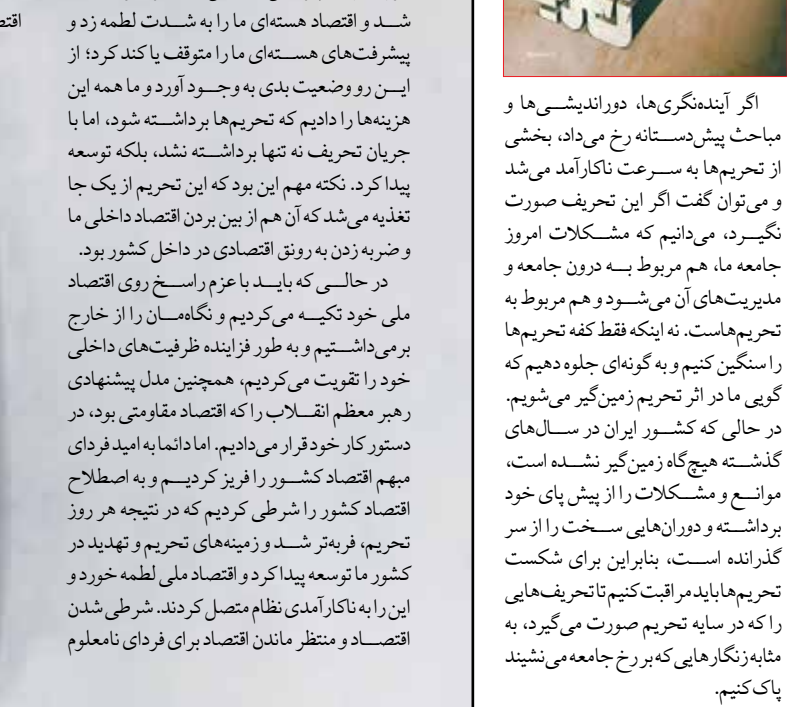 اگر آینده‌نگری‌ها، دوراندیشی‌ها و
مباحث پیش‌دستانه رخ می‌داد، بخشی
از تحریم‌ها به سرعت ناکارآمد می‌شد
و می‌توان گفت اگر این تحریف صورت
نگیرد، می‌دانیم که مشکلات امروز
جامعه ما، هم مربوط به درون جامعه و
مدیریت‌های آن می‌شود و هم مربوط به
تحریم‌هاست. نه اینکه فقط کفه تحریم‌ها
را سنگین کنیم و به گونه‌ای جلوه دهیم که
گویی ما در اثر تحریم زمین‌گیر می‌شویم.
در حالی که کشور ایران در سال‌های
گذشته هیچ‌گاه زمین‌گیر نشده است،
موانع و مشکلات را از پیش پای خود
برداشته و دوران‌هایی سخت را از سر
گذرانده است، بنابراین برای شکست
تحریم‌ها باید مراقبت کنیم تا تحریف‌هایی
را که در سایه تحریم صورت می‌گیرد، به
مثابه زنگارهایی که بر رخ جامعه می‌نشیند
پاک کنیم.
شد و اقتصاد هسته‌ای ما را به شدت لطمه زد و
پیشرفت‌های هسته‌ای ما را متوقف یا کند کرد؛ از
این رو وضعیت بدی به وجود آورد و ما همه این
هزینه‌ها را دادیم که تحریم‌ها برداشته شود، اما با
جریان تحریف نه تنها برداشته نشد، بلکه توسعه
پیدا کرد. نکته مهم این بود که این تحریم از یک جا
تغذیه می‌شد که آن هم از بین بردن اقتصاد داخلی ما
و ضربه زدن به رونق اقتصادی در داخل کشور بود.
در حالی که باید با عزم راسخ روی اقتصاد
ملی خود تکیه می‌کردیم و نگاه‌مان را از خارج
برمی‌داشتیم و به طور فزاینده ظرفیت‌های داخلی
خود را تقویت می‌کردیم، همچنین مدل پیشنهادی
رهبر معظم انقلاب را که اقتصاد مقاومتی بود، در
دستور کار خود قرار می‌دادیم. اما دائما به امید فردای
مبهم اقتصاد کشور را فریز کردیم و به اصطلاح
اقتصاد کشور را شرطی کردیم که در نتیجه هر روز
تحریم، فربه‌تر شد و زمینه‌های تحریم و تهدید در
کشور ما توسعه پیدا کرد و اقتصاد ملی لطمه خورد و
این را به ناکارآمدی نظام متصل کردند. شرطی شدن
اقتصاد و منتظر ماندن اقتصاد برای فردای نامعلوم